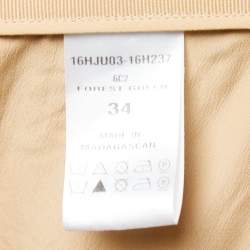 16HJU03-16H237
6C2
FOREST GREEN
34
MADE IN
MADAGASCAR